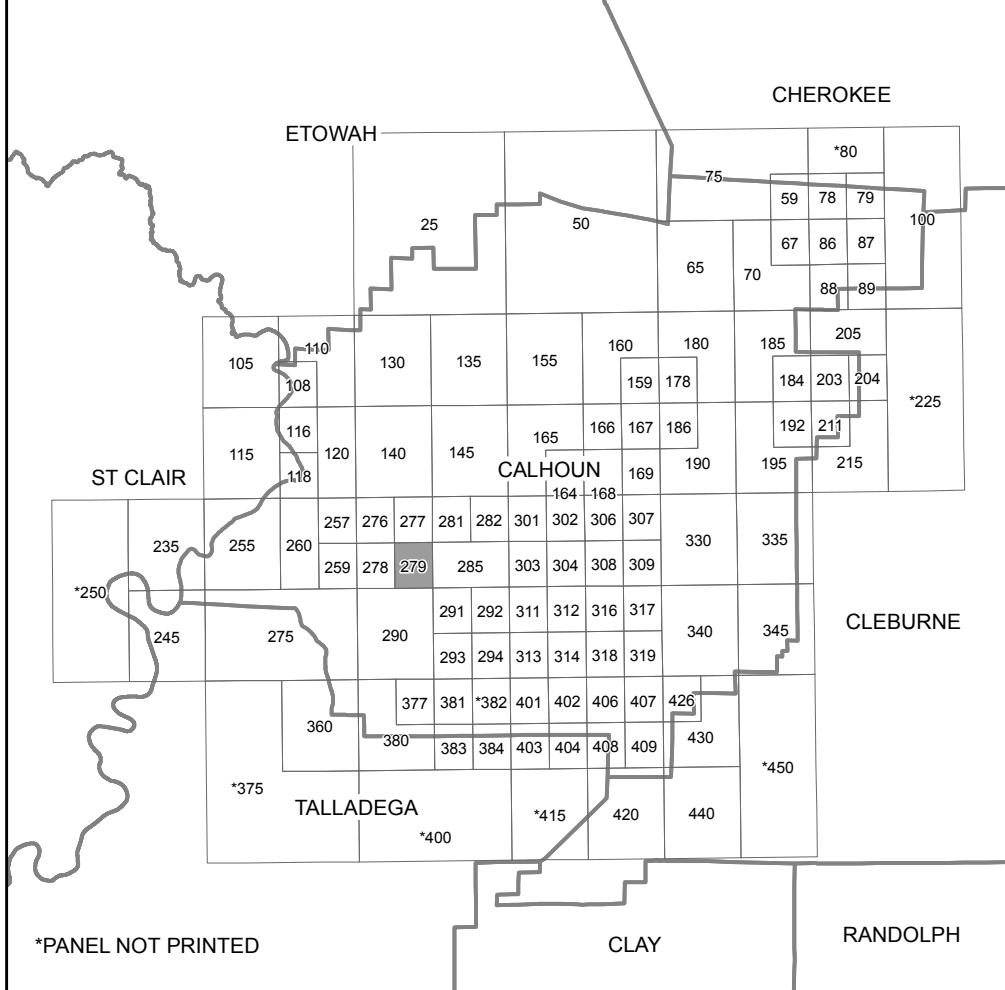 CHEROKEE
ETOWAH
*80
75
59 78 79
25 50 100
67 86 87
65 70
88 89
110 160 180 185 205
105 130 135 155
108 159 178 184 203 204
*225
116 166 167 186 192 211
115 120 140 145 165
CALHOUN 190 195 215
ST CLAIR 118 169
164 168
257 276 277 281 282 301 302 306 307
235 255 260 330 335
259 278 279 285 303 304 308 309
*250
291 292 311 312 316 317
245 275 290 340 345 CLEBURNE
293 294 313 314 318 319
377 381 *382 401 402 406 407 426
360
380 383 384 403 404 408 409 430
*450
*375
TALLADEGA *415 420 440
*400
*PANEL NOT PRINTED CLAY RANDOLPH